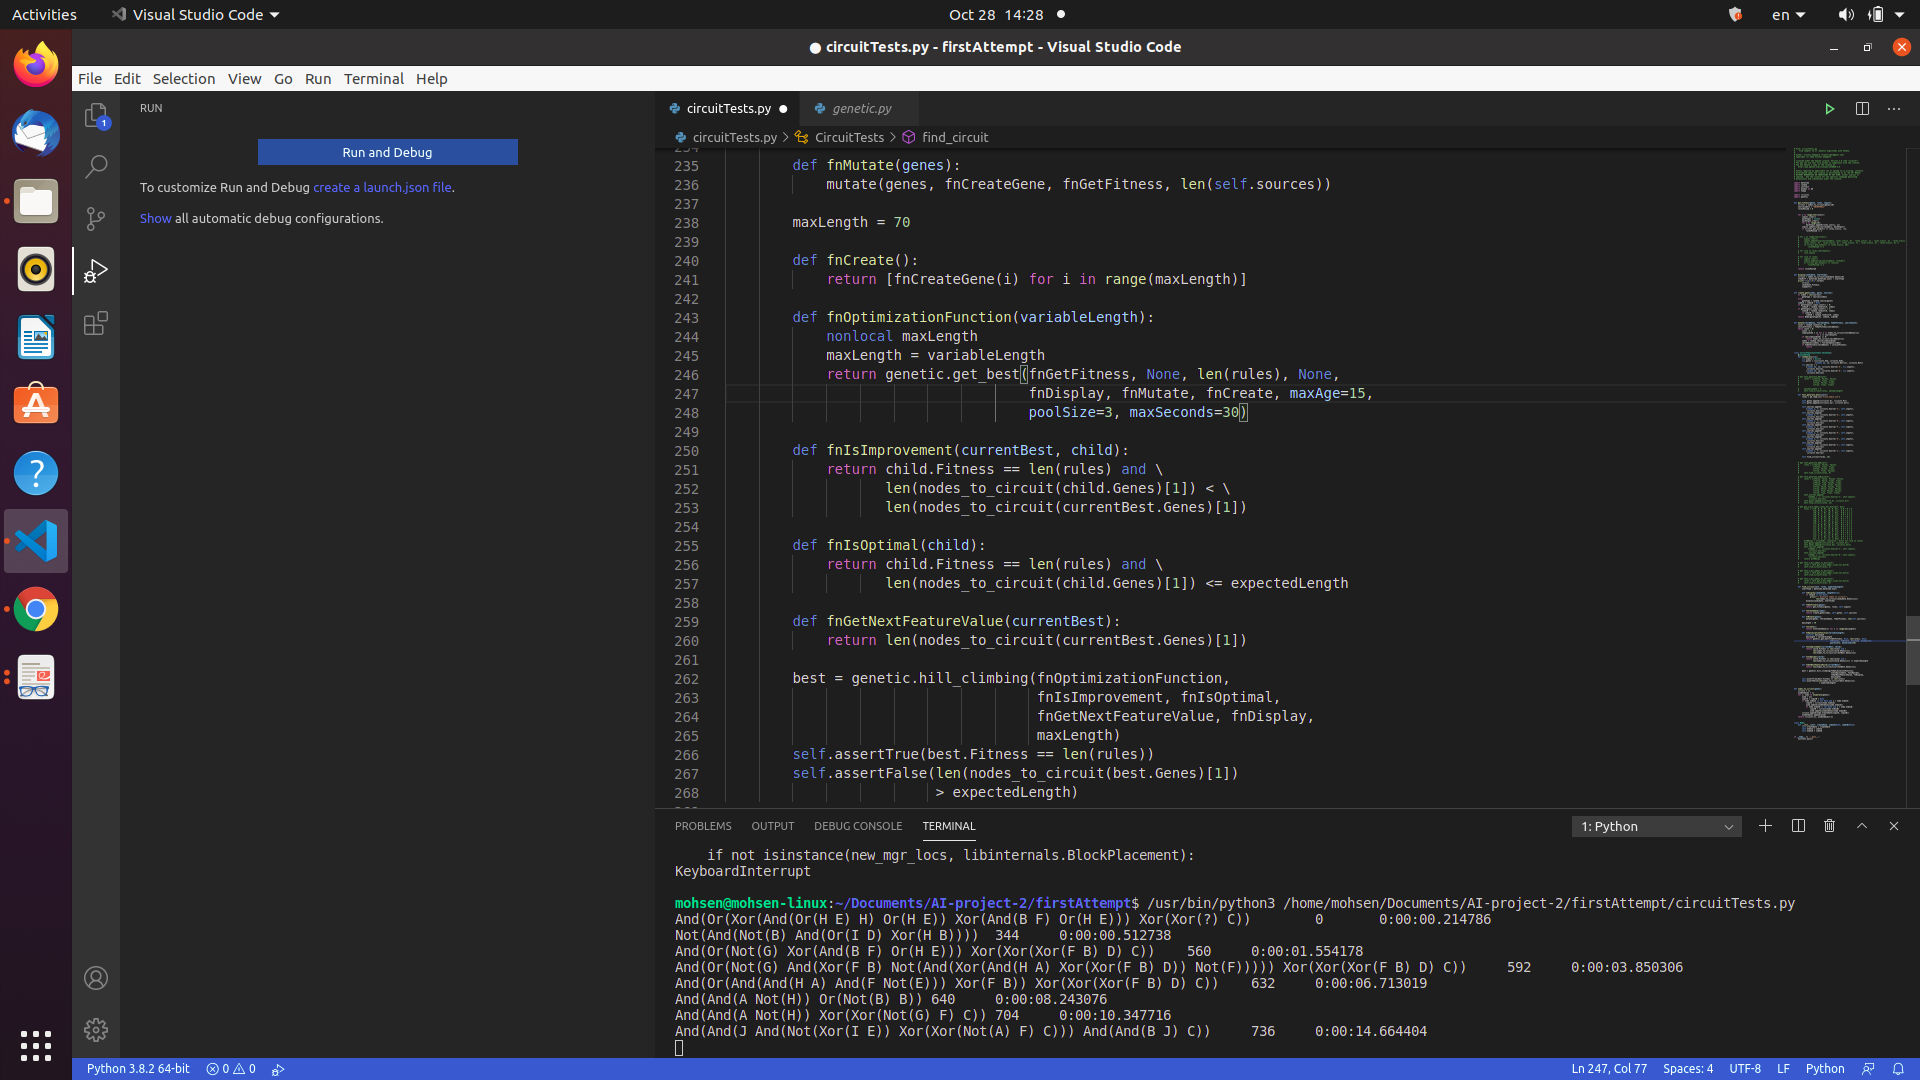 Activities
Visual Studio Code
Oct 28 14:28
en
● circuitTests.py - firstAttempt - Visual Studio Code
File Edit Selection View Go Run Terminal Help
1
RUN
Run and Debug
To customize Run and Debug create a launch.json file.
Show all automatic debug configurations.
circuitTests.py
genetic.py
circuitTests.py > CircuitTests > find_circuit
235 def fnMutate(genes):
236 mutate(genes, fnCreateGene, fnGetFitness, len(self.sources))
237
238 maxLength = 70
239
240 def fnCreate():
241 return [fnCreateGene(i) for i in range(maxLength)]
242
243 def fnOptimizationFunction(variableLength):
244 nonlocal maxLength
245 maxLength = variableLength
246 return genetic.get_best(fnGetFitness, None, len(rules), None,
247 fnDisplay, fnMutate, fnCreate, maxAge=15,
248 poolSize=3, maxSeconds=30)
249
250 def fnIsImprovement(currentBest, child):
251 return child.Fitness == len(rules) and \
252 len(nodes_to_circuit(child.Genes)[1]) < \
253 len(nodes_to_circuit(currentBest.Genes)[1])
254
255 def fnIsOptimal(child):
256 return child.Fitness == len(rules) and \
257 len(nodes_to_circuit(child.Genes)[1]) <= expectedLength
258
259 def fnGetNextFeatureValue(currentBest):
260 return len(nodes_to_circuit(currentBest.Genes)[1])
261
262 best = genetic.hill_climbing(fnOptimizationFunction,
263 fnIsImprovement, fnIsOptimal,
264 fnGetNextFeatureValue, fnDisplay,
265 maxLength)
266 self.assertTrue(best.Fitness == len(rules))
267 self.assertFalse(len(nodes_to_circuit(best.Genes)[1])
268 > expectedLength)
PROBLEMS OUTPUT DEBUG CONSOLE TERMINAL
1: Python
if not isinstance(new_mgr_locs, libinternals.BlockPlacement):
KeyboardInterrupt
mohsen@mohsen-linux:~/Documents/AI-project-2/firstAttempt$ /usr/bin/python3 /home/mohsen/Documents/AI-project-2/firstAttempt/circuitTests.py
And(Or(Xor(And(Or(H E) H) Or(H E)) Xor(And(B F) Or(H E))) Xor(Xor(?) C)) 0 0:00:00.214786
Not(And(Not(B) And(Or(I D) Xor(H B)))) 344 0:00:00.512738
And(Or(Not(G) Xor(And(B F) Or(H E))) Xor(Xor(Xor(F B) D) C)) 560 0:00:01.554178
And(Or(Not(G) And(Xor(F B) Not(And(Xor(And(H A) Xor(Xor(F B) D)) Not(F))))) Xor(Xor(Xor(F B) D) C)) 592 0:00:03.850306
And(Or(And(And(H A) And(F Not(E))) Xor(F B)) Xor(Xor(Xor(F B) D) C)) 632 0:00:06.713019
And(And(A Not(H)) Or(Not(B) B)) 640 0:00:08.243076
And(And(A Not(H)) Xor(Xor(Not(G) F) C)) 704 0:00:10.347716
And(And(J And(Not(Xor(I E)) Xor(Xor(Not(A) F) C))) And(And(B J) C)) 736 0:00:14.664404
Python 3.8.2 64-bit 0 0
Ln 247, Col 77 Spaces: 4 UTF-8 LF Python